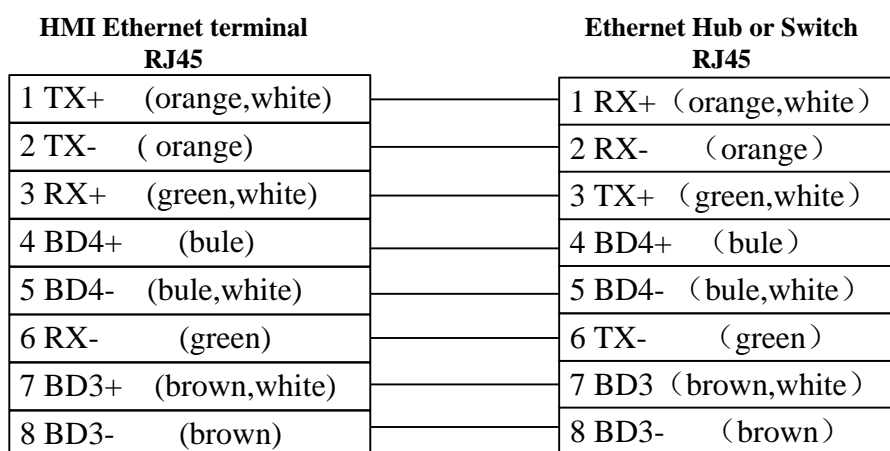 HMI Ethernet terminal
RJ45
1 TX+ (orange,white)
2 TX- ( orange)
3 RX+ (green,white)
4 BD4+ (bule)
5 BD4- (bule,white)
6 RX- (green)
7 BD3+ (brown,white)
8 BD3- (brown)
Ethernet Hub or Switch
RJ45
1 RX+（orange,white）
2 RX- （orange）
3 TX+（green,white）
4 BD4+ （bule）
5 BD4- （bule,white）
6 TX- （green）
7 BD3（brown,white）
8 BD3- （brown）